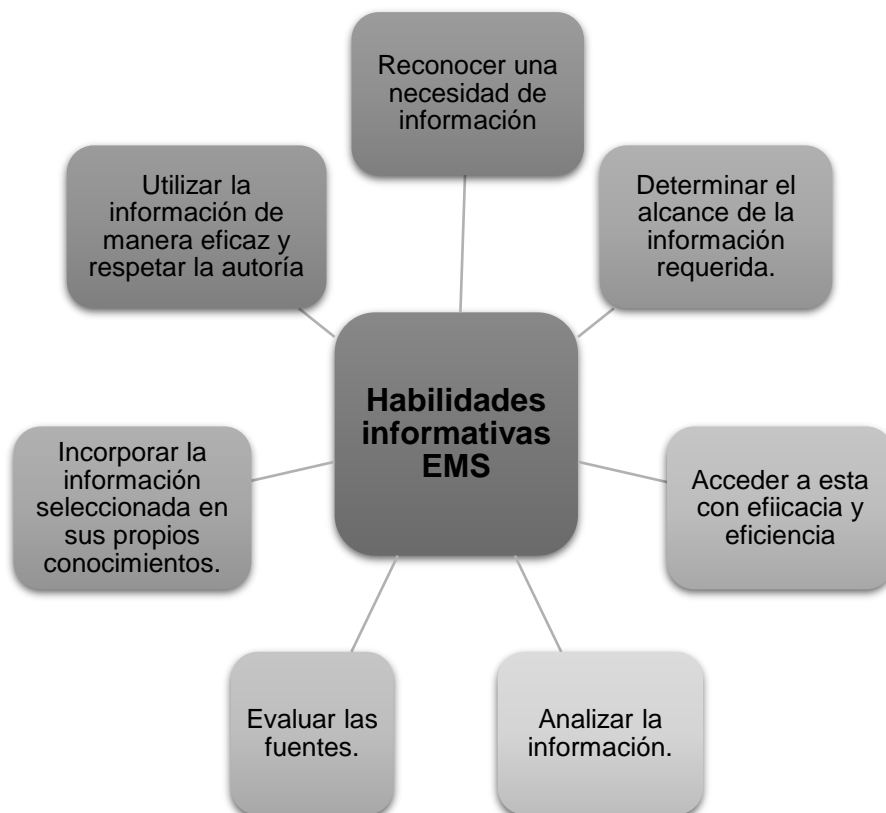 Reconocer una
necesidad de
información
Utilizar la
información de
manera eficaz y
respetar la autoría
Determinar el
alcance de la
información
requerida.
Habilidades
informativas
EMS
Incorporar la
información
seleccionada en
sus propios
conocimientos.
Acceder a esta
con efiicacia y
eficiencia
Evaluar las
fuentes.
Analizar la
información.